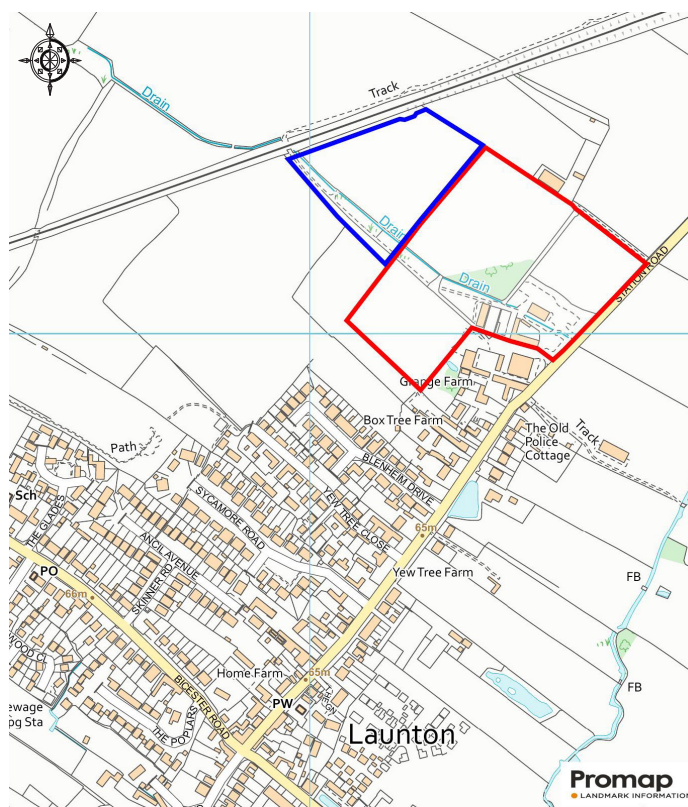 Drain
Track
Drain
Drain
STATION ROAD
Grange Farm
Box Tree Farm
The Old
Police
Cottage
Track
Path
BLENHEIM DRIVE
Sch
THE GLADES
SYCAMORE ROAD
YEW TREE CLOSE
65m
ANCIL AVENUE
SKINNER RD
PO
66m
Yew Tree Farm
FB
Home Farm
65m
FB
BICESTER ROAD
THE POPLARS
PW
Launton
ewage
og Sta
Promap
LANDMARK INFORMATION